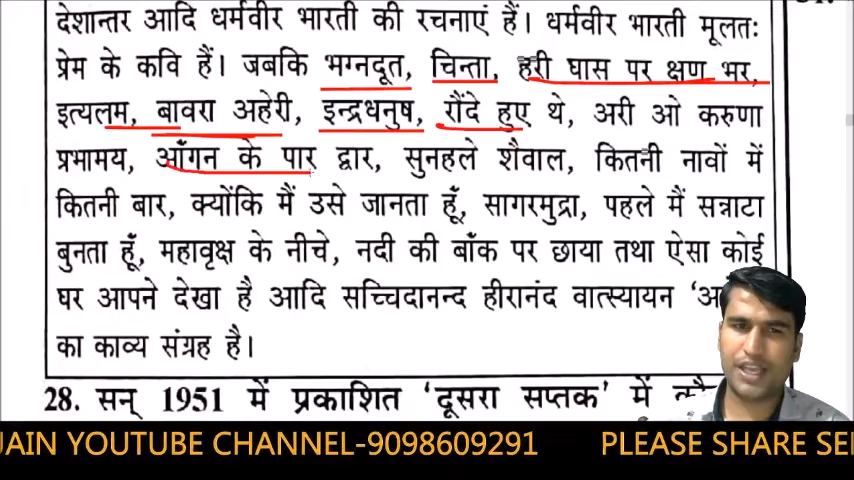 देशान्तर आदि धर्मवीर भारती की रचनाएं हैं। धर्मवीर भारती मूलतः
प्रेम के कवि हैं। जबकि भग्नदूत, चिन्ता, हरी घास पर क्षण भर,
इत्यलम, बावरा अहेरी, इन्द्रधनुष, रौंदे हुए थे, अरी ओ करुणा
प्रभामय, आँगन के पार द्वार, सुनहले शैवाल, कितनी नावों में
कितनी बार, क्योंकि मैं उसे जानता हूँ, सागरमुद्रा, पहले मैं सन्नाटा
बुनता हूँ, महावृक्ष के नीचे, नदी की बाँक पर छाया तथा ऐसा कोई
घर आपने देखा है आदि सच्चिदानन्द हीरानंद वात्स्यायन
का काव्य संग्रह है।
28. सन् 1951 में प्रकाशित 'दूसरा सप्तक' में
JAIN YOUTUBE CHANNEL-9098609291 PLEASE SHARE